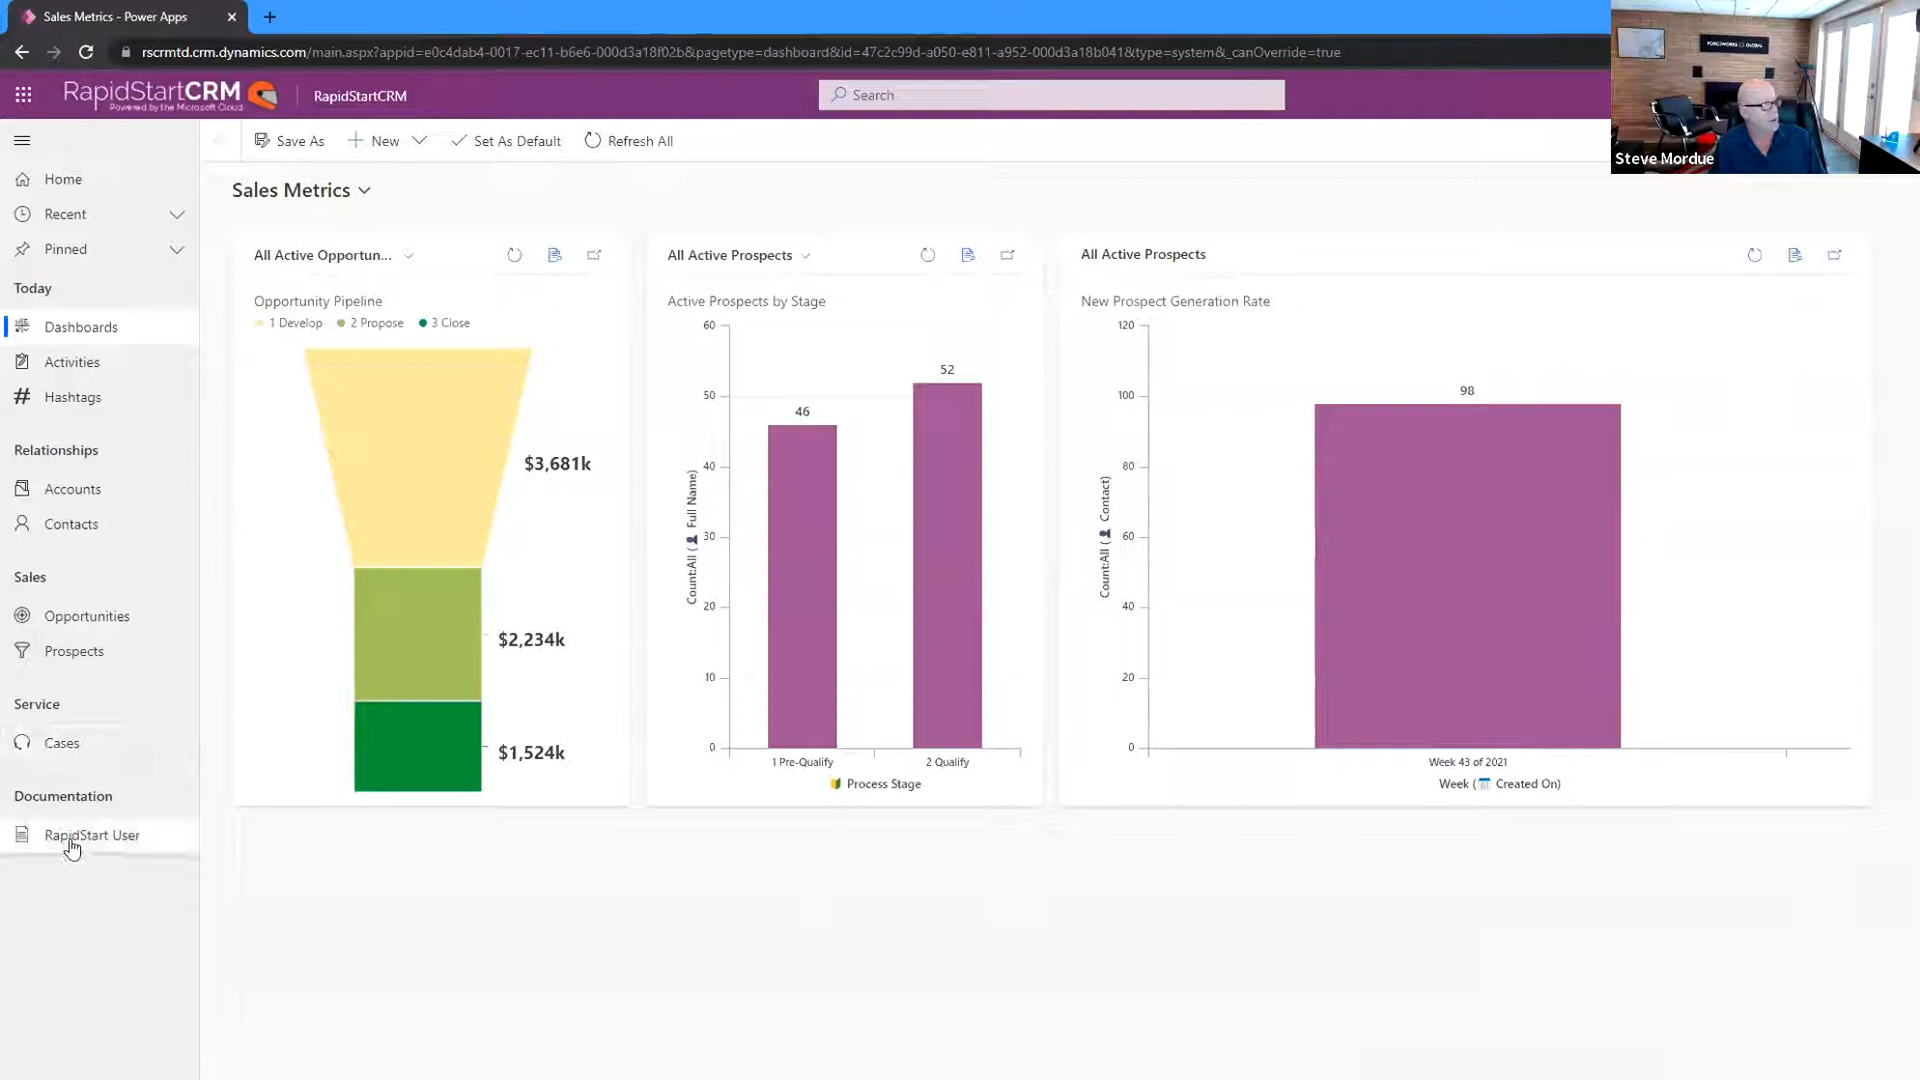 Sales Metrics - Power Apps
rscrmtd.crm.dynamics.com/main.aspx?appid=e0c4dab4-0017-ec11-b6e6-000d3a18f02b&pagetype=dashboard&id=47c2c99d-a050-e811-a952-000d3a18b041&type=system&_canOverride=true
RapidStartCRM
Powered by the Microsoft Cloud
RapidStartCRM
Search
FORCEWORKS GLOBAL
Steve Mordue
Save As
New
Set As Default
Refresh All
Home
Recent
Pinned
Today
Dashboards
Activities
Hashtags
Relationships
Accounts
Contacts
Sales
Opportunities
Prospects
Service
Cases
Documentation
RapidStart User
Sales Metrics
All Active Opportun...
Opportunity Pipeline
1 Develop 2 Propose 3 Close
$3,681k
$2,234k
$1,524k
All Active Prospects
Active Prospects by Stage
60
50
40
30
20
10
0
Count:All ( Full Name)
46
52
1 Pre-Qualify
2 Qualify
Process Stage
All Active Prospects
New Prospect Generation Rate
120
100
80
60
40
20
0
Count:All ( Contact)
98
Week 43 of 2021
Week ( Created On)